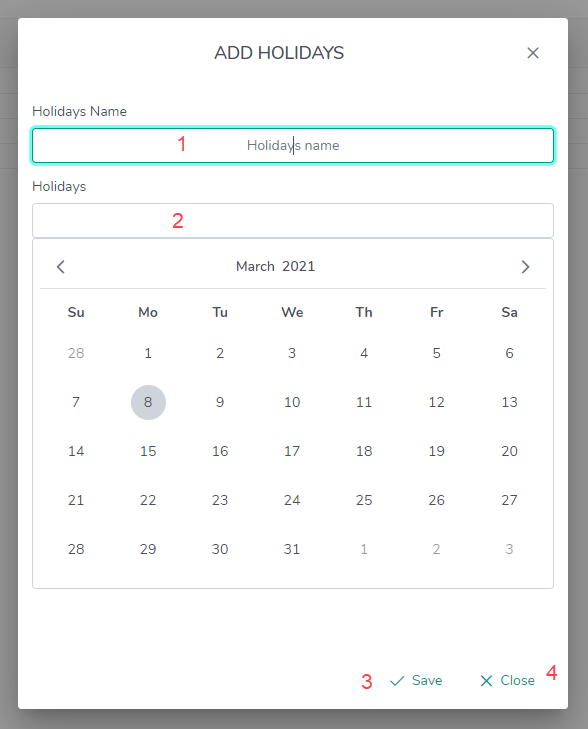 ADD HOLIDAYS
Holidays Name
1 Holidays name
Holidays
2
March 2021
Su Mo Tu We Th Fr Sa
28 1 2 3 4 5 6
7 8 9 10 11 12 13
14 15 16 17 18 19 20
21 22 23 24 25 26 27
28 29 30 31 1 2 3
3 Save Close 4